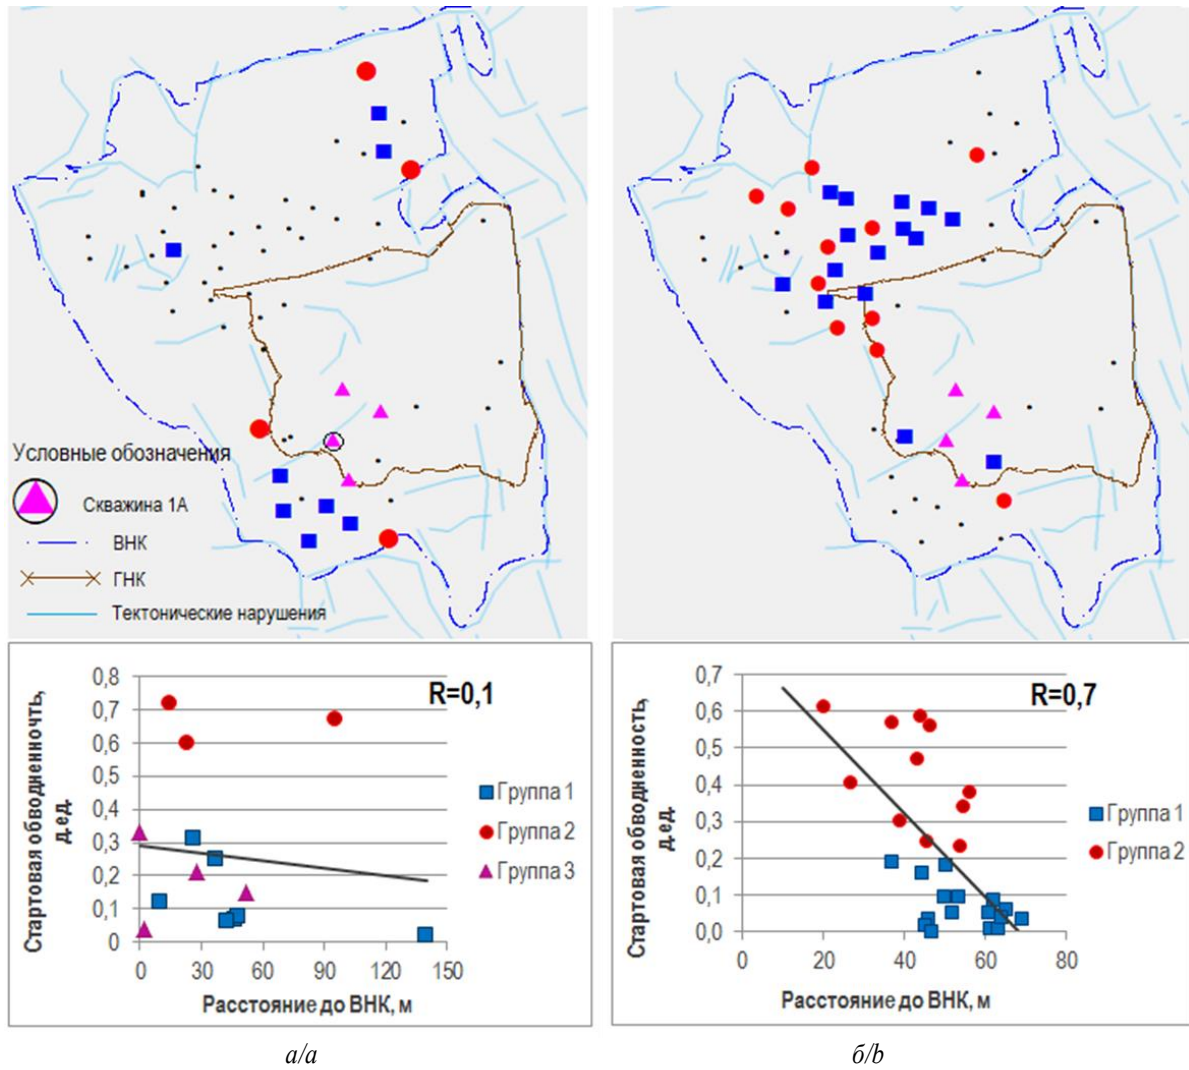 Условные обозначения
Скважина 1А
ВНК
ГНК
Тектонические нарушения
R=0,1
0,8
0,7
0,6
0,5
0,4
0,3
0,2
0,1
0
0 30 60 90 120 150
Стартовая обводненночть,
д.ед.
Расстояние до ВНК, м
Группа 1
Группа 2
Группа 3
R=0,7
0,7
0,6
0,5
0,4
0,3
0,2
0,1
0,0
0 20 40 60 80
Стартовая обводненность,
д.ед.
Расстояние до ВНК, м
Группа 1
Группа 2
а/a
б/b